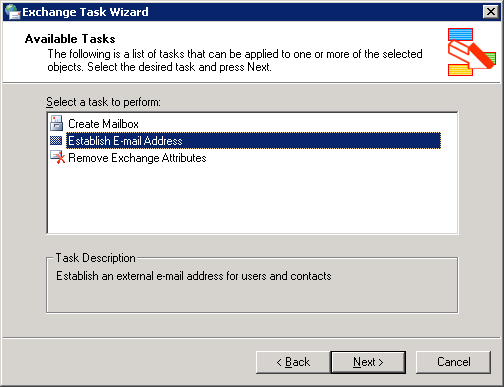 Exchange Task Wizard
Available Tasks
The following is a list of tasks that can be applied to one or more of the selected
objects. Select the desired task and press Next.
Select a task to perform:
Create Mailbox
Establish E-mail Address
Remove Exchange Attributes
Task Description
Establish an external e-mail address for users and contacts
< Back
Next >
Cancel